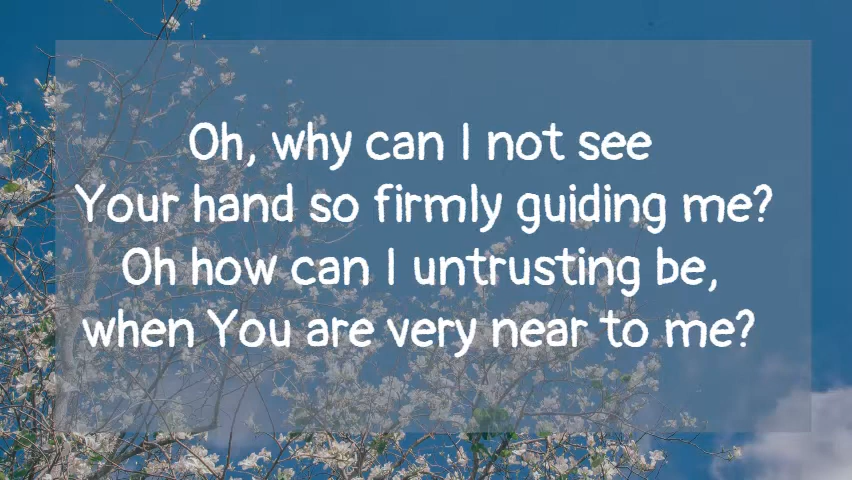 Oh, why can I not see
Your hand so firmly guiding me?
Oh how can I untrusting be,
when You are very near to me?